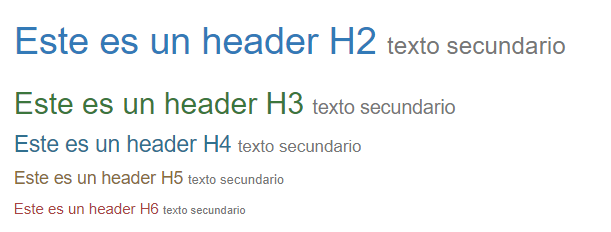 Este es un header H2 texto secundario
Este es un header H3 texto secundario
Este es un header H4 texto secundario
Este es un header H5 texto secundario
Este es un header H6 texto secundario